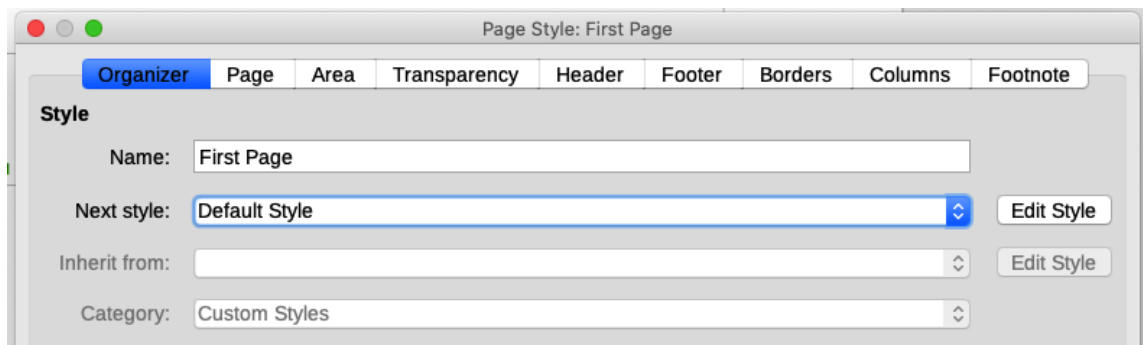 Page Style: First Page
Organizer Page Area Transparency Header Footer Borders Columns Footnote
Style
Name: First Page
Next style: Default Style Edit Style
Inherit from: Edit Style
Category: Custom Styles